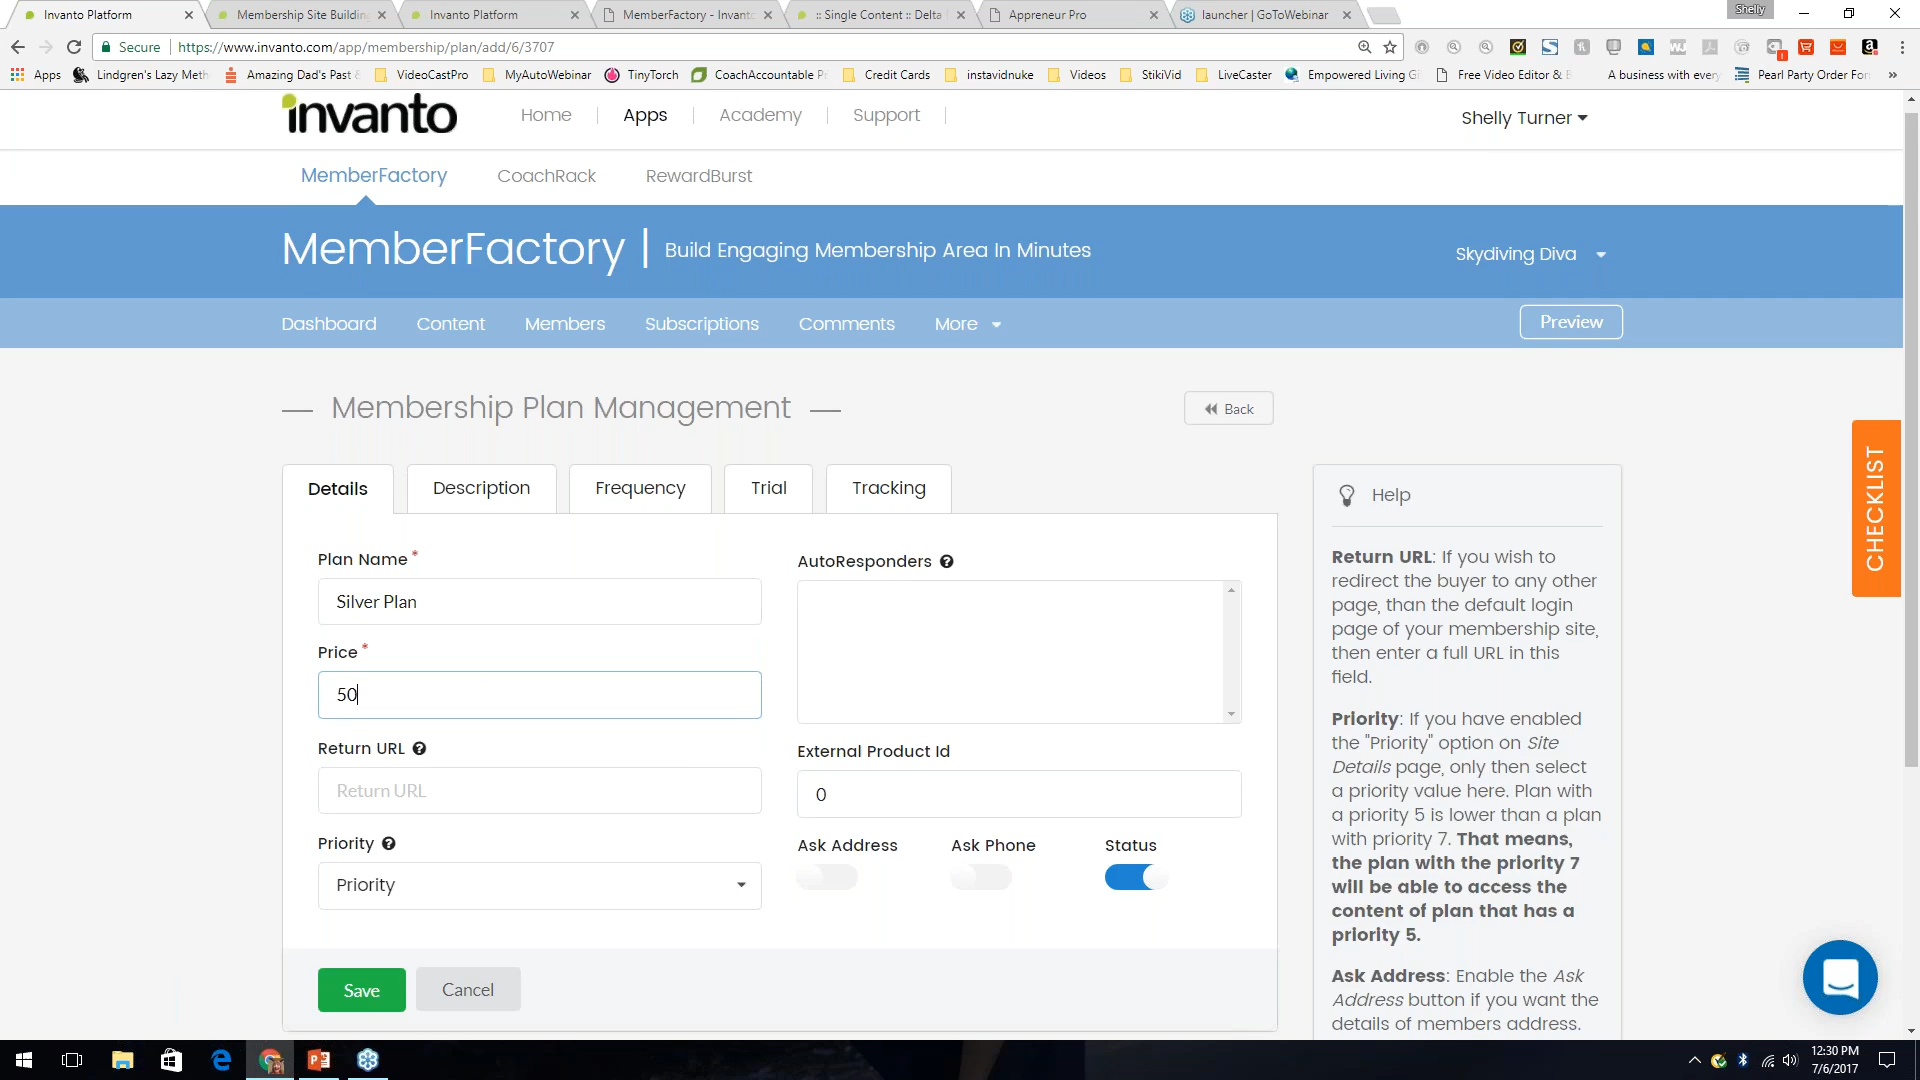 Invanto Platform
Membership Site Building
Invanto Platform
MemberFactory - Invant
:: Single Content :: Delta
Appreneur Pro
launcher | GoToWebinar
Shelly
Secure
https://www.invanto.com/app/membership/plan/add/6/3707
Apps
Lindgren's Lazy Meth
Amazing Dad's Past
VideoCastPro
MyAutoWebinar
TinyTorch
CoachAccountable P
Credit Cards
instavidnuke
Videos
StikiVid
LiveCaster
Empowered Living G
Free Video Editor &
A business with every
Pearl Party Order For
»
invanto
Home
Apps
Academy
Support
Shelly Turner
MemberFactory
CoachRack
RewardBurst
MemberFactory | Build Engaging Membership Area In Minutes
Skydiving Diva
Dashboard
Content
Members
Subscriptions
Comments
More
Preview
Membership Plan Management
Back
Details
Description
Frequency
Trial
Tracking
Plan Name *
Silver Plan
Price *
50
Return URL
Return URL
Priority
Priority
AutoResponders
External Product Id
0
Ask Address
Ask Phone
Status
Save
Cancel
Help
Return URL: If you wish to
redirect the buyer to any other
page, than the default login
page of your membership site,
then enter a full URL in this
field.
Priority: If you have enabled
the "Priority" option on Site
Details page, only then select
a priority value here. Plan with
a priority 5 is lower than a plan
with priority 7. That means,
the plan with the priority 7
will be able to access the
content of plan that has a
priority 5.
Ask Address: Enable the Ask
Address button if you want the
details of members address.
CHECKLIST
12:30 PM
7/6/2017